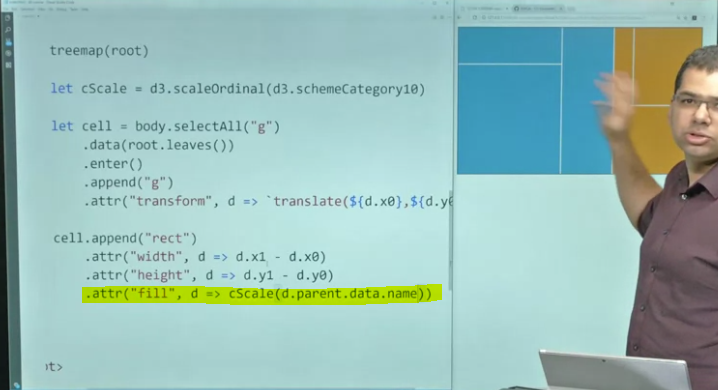 treemap(root)
let cScale = d3.scaleOrdinal(d3.schemeCategory10)
let cell = body.selectAll("g")
.data(root.leaves())
.enter()
.append("g")
.attr("transform", d => `translate(${d.x0},${d.y0
cell.append("rect")
.attr("width", d => d.x1 - d.x0)
.attr("height", d => d.y1 - d.y0)
.attr("fill", d => cScale(d.parent.data.name))
t>